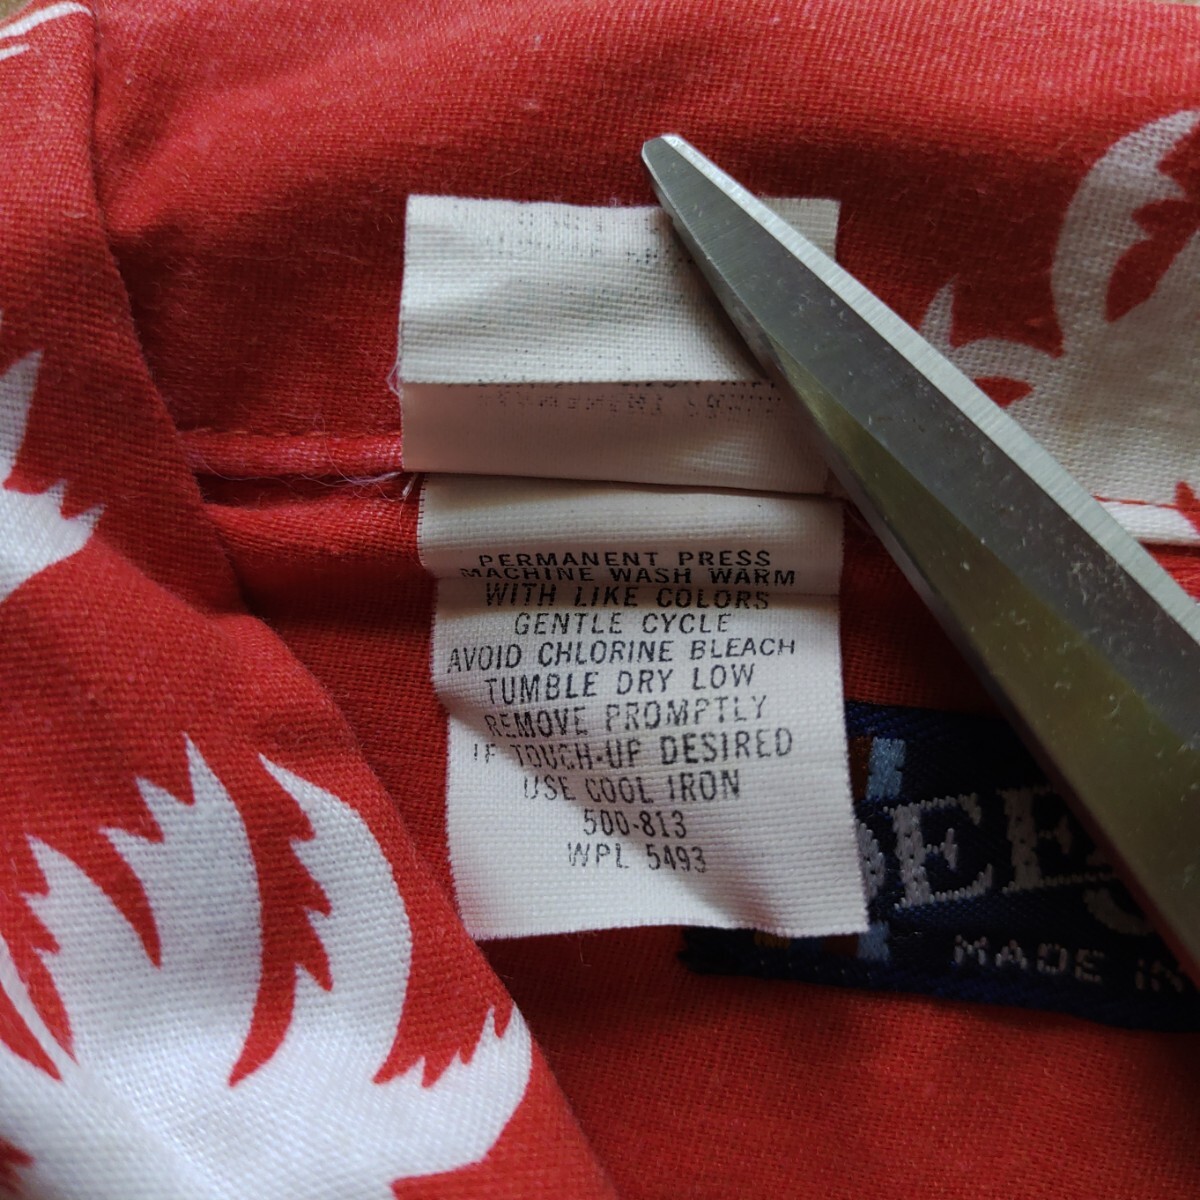 PERMANENT PRESS
MACHINE WASH WARM
WITH LIKE COLORS
GENTLE CYCLE
AVOID CHLORINE BLEACH
TUMBLE DRY LOW
REMOVE PROMPTLY
IF TOUCH-UP DESIRED
USE COOL IRON
500-813
WPL 5493
MADE IN